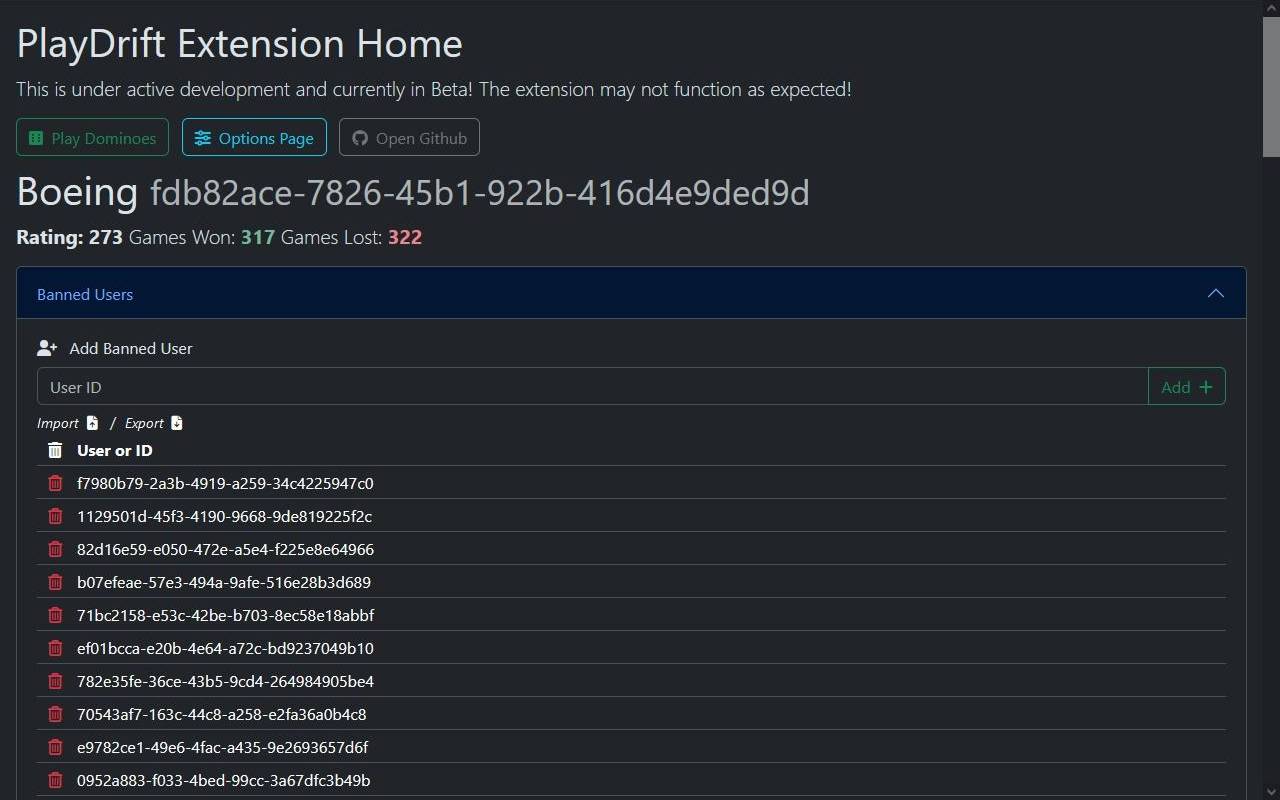 PlayDrift Extension Home
This is under active development and currently in Beta! The extension may not function as expected!
Play Dominoes Options Page Open Github
Boeing fdb82ace-7826-45b1-922b-416d4e9ded9d
Rating: 273 Games Won: 317 Games Lost: 322
Banned Users
Add Banned User
User ID Add +
Import / Export
User or ID
f7980b79-2a3b-4919-a259-34c4225947c0
1129501d-45f3-4190-9668-9de819225f2c
82d16e59-e050-472e-a5e4-f225e8e64966
b07efeae-57e3-494a-9afe-516e28b3d689
71bc2158-e53c-42be-b703-8ec58e18abbf
ef01bcca-e20b-4e64-a72c-bd9237049b10
782e35fe-36ce-43b5-9cd4-264984905be4
70543af7-163c-44c8-a258-e2fa36a0b4c8
e9782ce1-49e6-4fac-a435-9e2693657d6f
0952a883-f033-4bed-99cc-3a67dfc3b49b